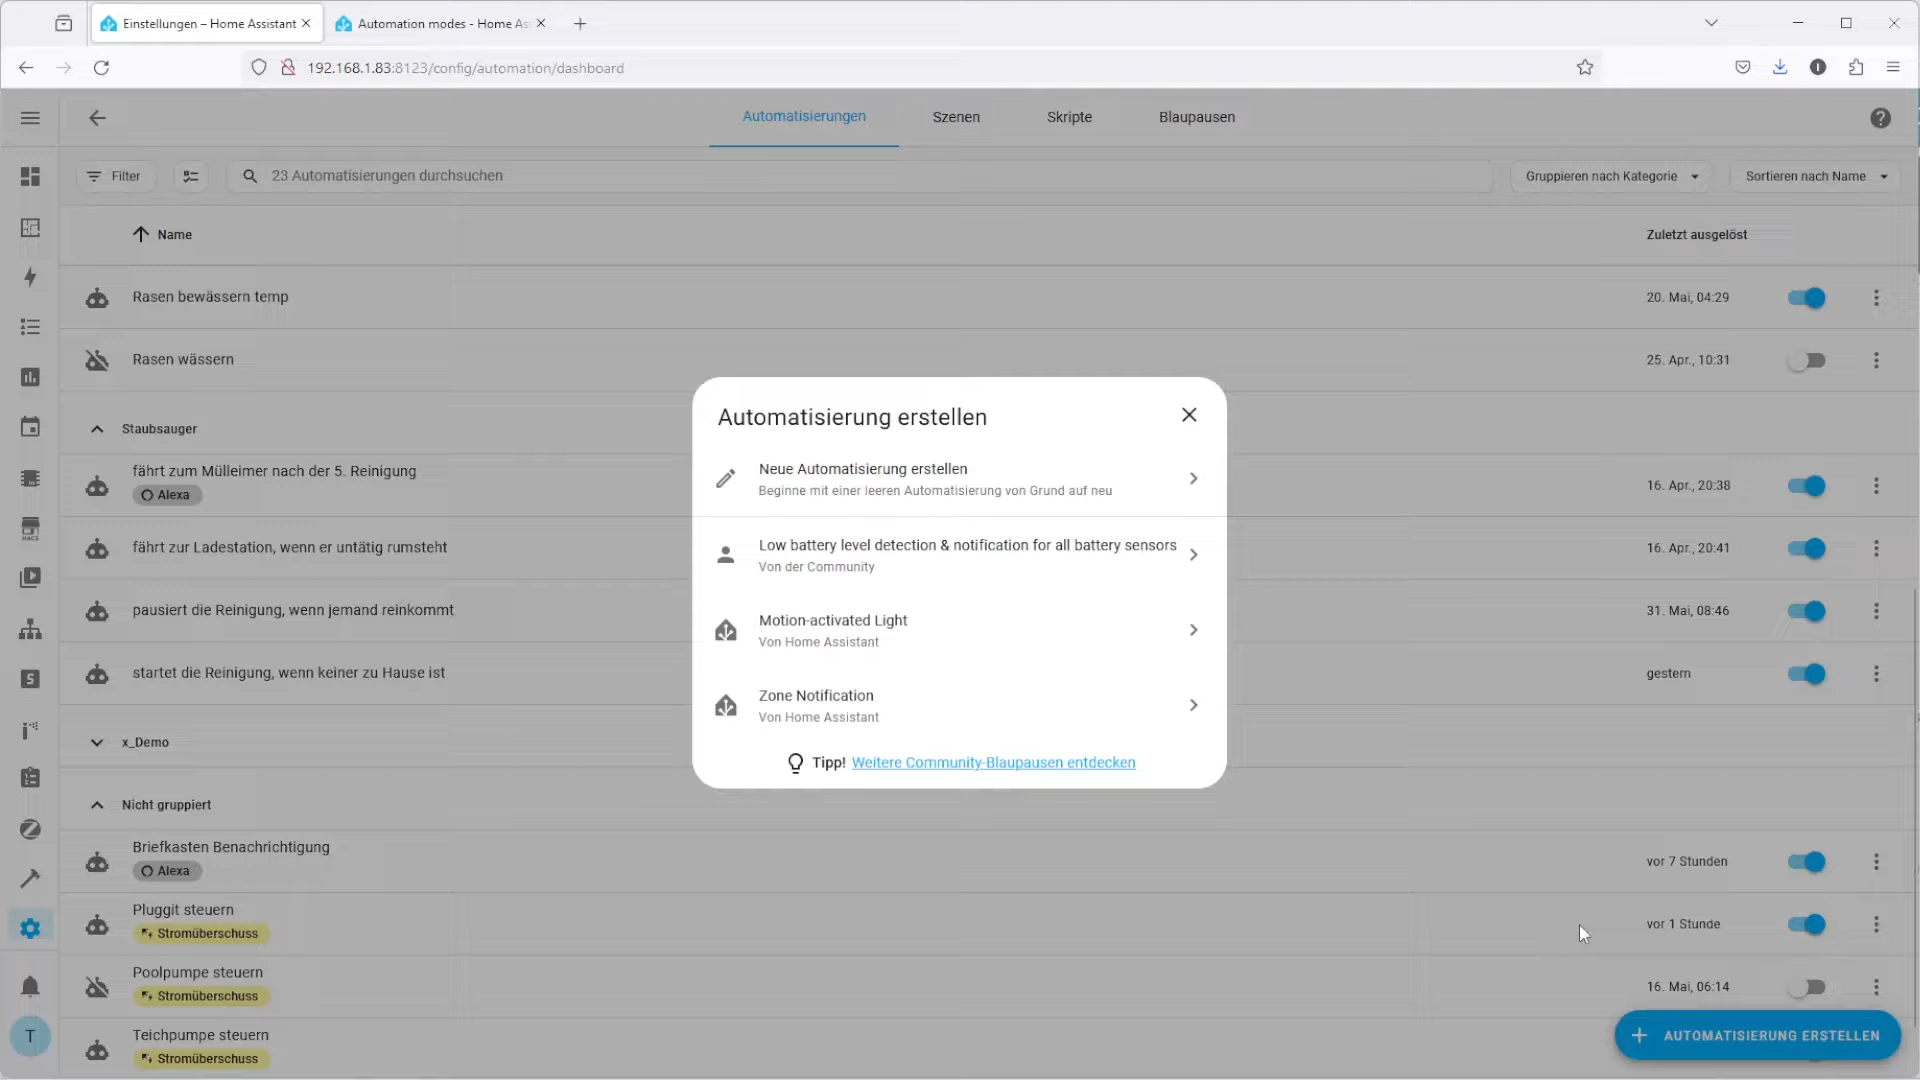 Einstellungen – Home Assistant
Automation modes - Home As
192.168.1.83:8123/config/automation/dashboard
Automatisierungen
Szenen
Skripte
Blaupausen
Filter
23 Automatisierungen durchsuchen
Gruppieren nach Kategorie
Sortieren nach Name
Name
Zuletzt ausgelöst
Rasen bewässern temp
20. Mai, 04:29
Rasen wässern
25. Apr., 10:31
Staubsauger
fährt zum Mülleimer nach der 5. Reinigung
Alexa
16. Apr., 20:38
fährt zur Ladestation, wenn er untätig rumsteht
16. Apr., 20:41
pausiert die Reinigung, wenn jemand reinkommt
31. Mai, 08:46
startet die Reinigung, wenn keiner zu Hause ist
gestern
x_Demo
Nicht gruppiert
Briefkasten Benachrichtigung
Alexa
vor 7 Stunden
Pluggit steuern
Stromüberschuss
vor 1 Stunde
Poolpumpe steuern
Stromüberschuss
16. Mai, 06:14
Teichpumpe steuern
Stromüberschuss
AUTOMATISIERUNG ERSTELLEN
HACS
S
T
Automatisierung erstellen
Neue Automatisierung erstellen
Beginne mit einer leeren Automatisierung von Grund auf neu
Low battery level detection & notification for all battery sensors
Von der Community
Motion-activated Light
Von Home Assistant
Zone Notification
Von Home Assistant
Tipp! Weitere Community-Blaupausen entdecken